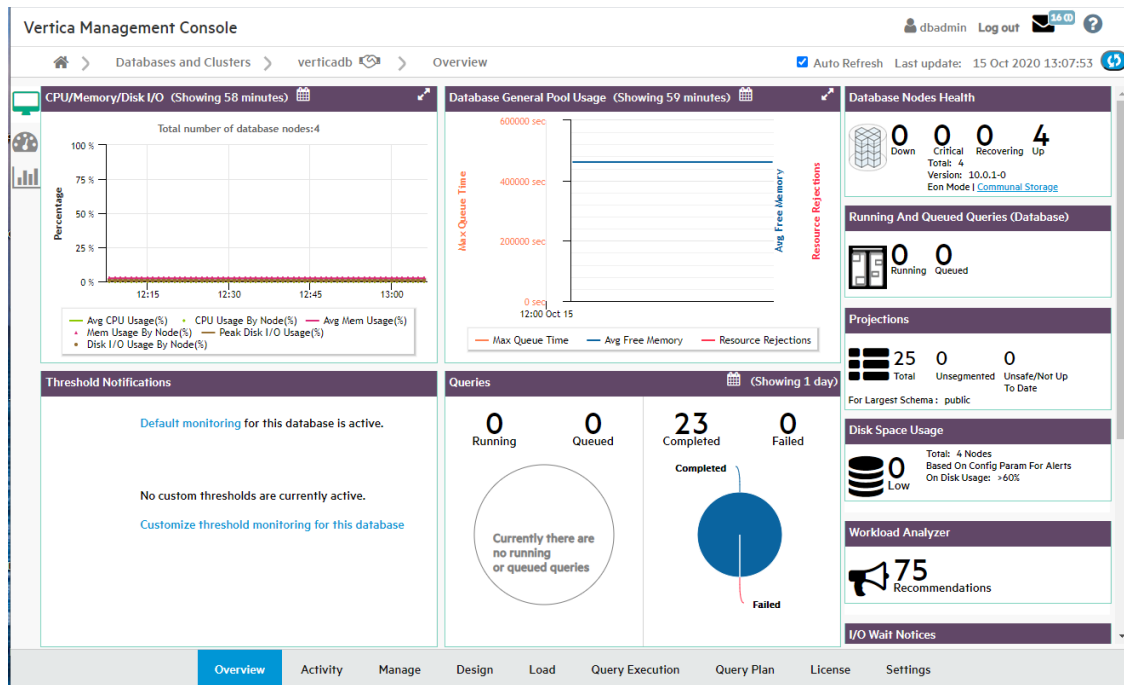 Vertica Management Console
dbadmin Log out 16
Databases and Clusters verticadb Overview
Auto Refresh Last update: 15 Oct 2020 13:07:53
CPU/Memory/Disk I/O (Showing 58 minutes)
Total number of database nodes:4
100 %
75 %
50 %
25 %
0 %
Percentage
12:15 12:30 12:45 13:00
Avg CPU Usage(%) CPU Usage By Node(%) Avg Mem Usage(%)
Mem Usage By Node(%) Peak Disk I/O Usage(%)
Disk I/O Usage By Node(%)
Database General Pool Usage (Showing 59 minutes)
600000 sec
400000 sec
200000 sec
0 sec
Max Queue Time
Avg Free Memory
Resource Rejections
12:00 Oct 15
Max Queue Time Avg Free Memory Resource Rejections
Database Nodes Health
0 0 0 4
Down Critical Recovering Up
Total: 4
Version: 10.0.1-0
Eon Mode | Communal Storage
Running And Queued Queries (Database)
0 0
Running Queued
Projections
25 0 0
Total Unsegmented Unsafe/Not Up
To Date
For Largest Schema : public
Threshold Notifications
Default monitoring for this database is active.
No custom thresholds are currently active.
Customize threshold monitoring for this database
Queries (Showing 1 day)
0 0 23 0
Running Queued Completed Failed
Currently there are
no running
or queued queries
Completed
Failed
Disk Space Usage
0
Low
Total: 4 Nodes
Based On Config Param For Alerts
On Disk Usage: >60%
Workload Analyzer
75
Recommendations
I/O Wait Notices
Overview Activity Manage Design Load Query Execution Query Plan License Settings